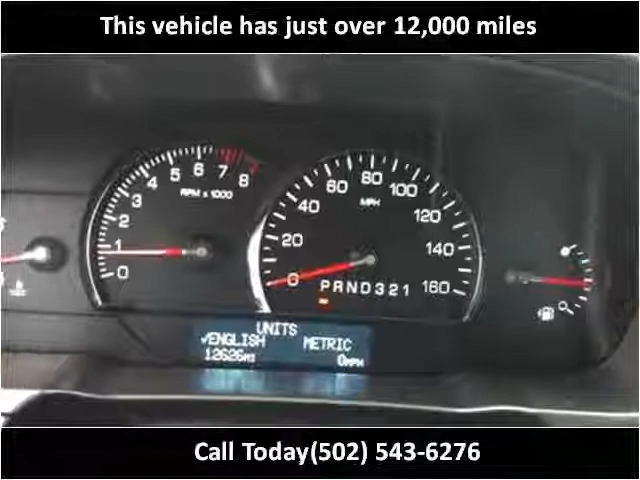 This vehicle has just over 12,000 miles
0 1 2 3 4 5 6 7 8
RPM x 1000
0 20 40 60 80 100 120 140 160
MPH
PRND321
UNITS
✓ENGLISH METRIC
12626MI 0MPH
Call Today(502) 543-6276